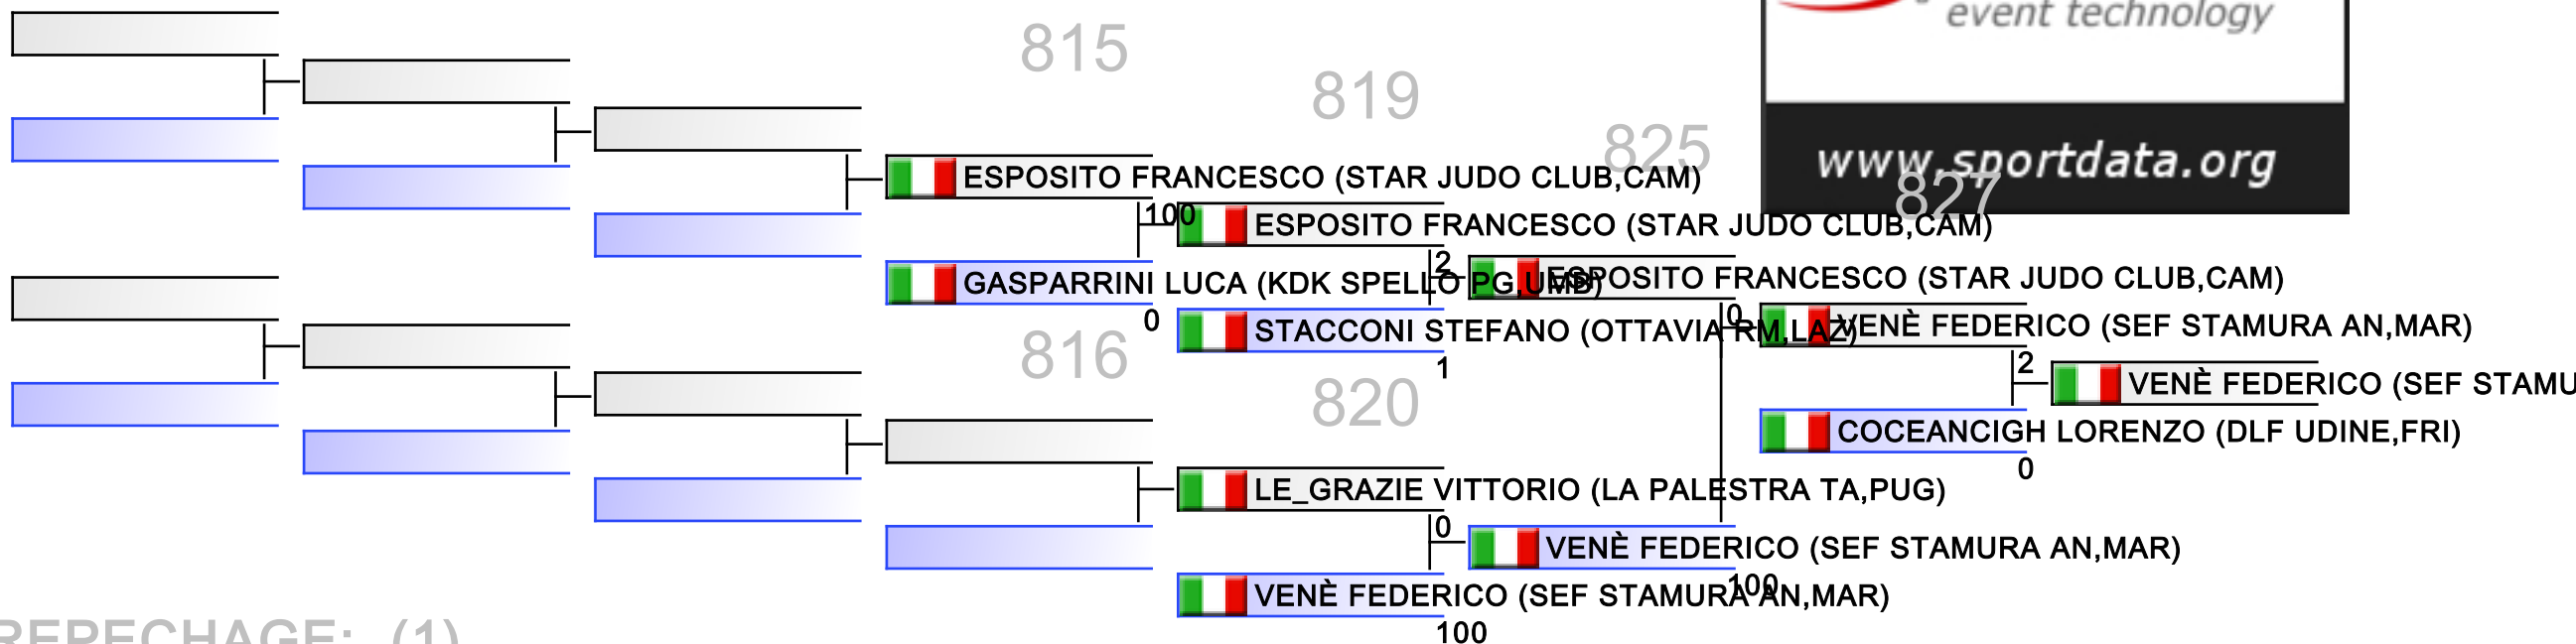 event technology
815
819
825
www.sportdata.org
827
ESPOSITO FRANCESCO (STAR JUDO CLUB,CAM)
100
ESPOSITO FRANCESCO (STAR JUDO CLUB,CAM)
2
ESPOSITO FRANCESCO (STAR JUDO CLUB,CAM)
GASPARRINI LUCA (KDK SPELLO PG,UMB)
0
0
STACCONI STEFANO (OTTAVIA RM,LAZ)
VENÈ FEDERICO (SEF STAMURA AN,MAR)
816
1
2
VENÈ FEDERICO (SEF STAMU
820
COCEANCIGH LORENZO (DLF UDINE,FRI)
0
LE_GRAZIE VITTORIO (LA PALESTRA TA,PUG)
0
VENÈ FEDERICO (SEF STAMURA AN,MAR)
100
VENÈ FEDERICO (SEF STAMURA AN,MAR)
100
REPECHAGE: (1)